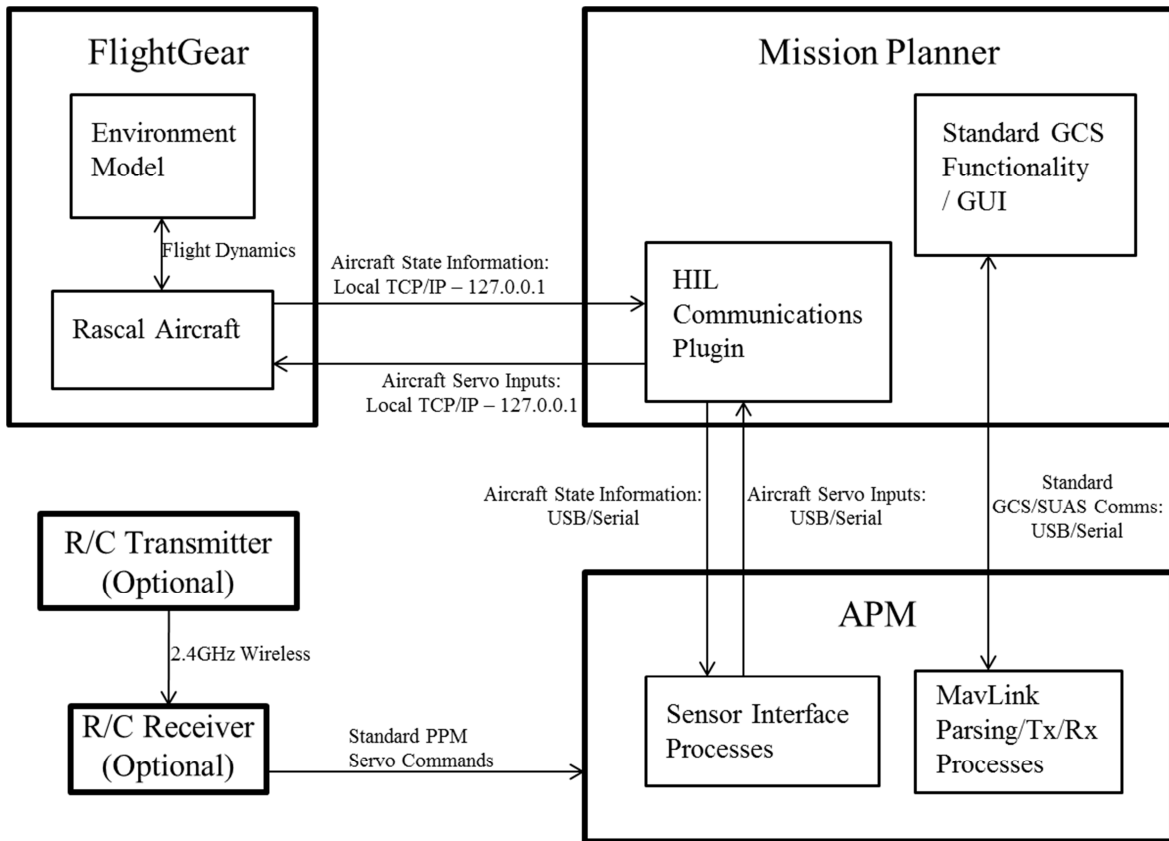 FlightGear
Environment
Model
Flight Dynamics
Rascal Aircraft
Aircraft State Information:
Local TCP/IP – 127.0.0.1
Aircraft Servo Inputs:
Local TCP/IP – 127.0.0.1
Mission Planner
Standard GCS
Functionality
/ GUI
HIL
Communications
Plugin
Aircraft State Information:
USB/Serial
Aircraft Servo Inputs:
USB/Serial
Standard
GCS/SUAS Comms:
USB/Serial
R/C Transmitter
(Optional)
2.4GHz Wireless
R/C Receiver
(Optional)
Standard PPM
Servo Commands
APM
Sensor Interface
Processes
MavLink
Parsing/Tx/Rx
Processes